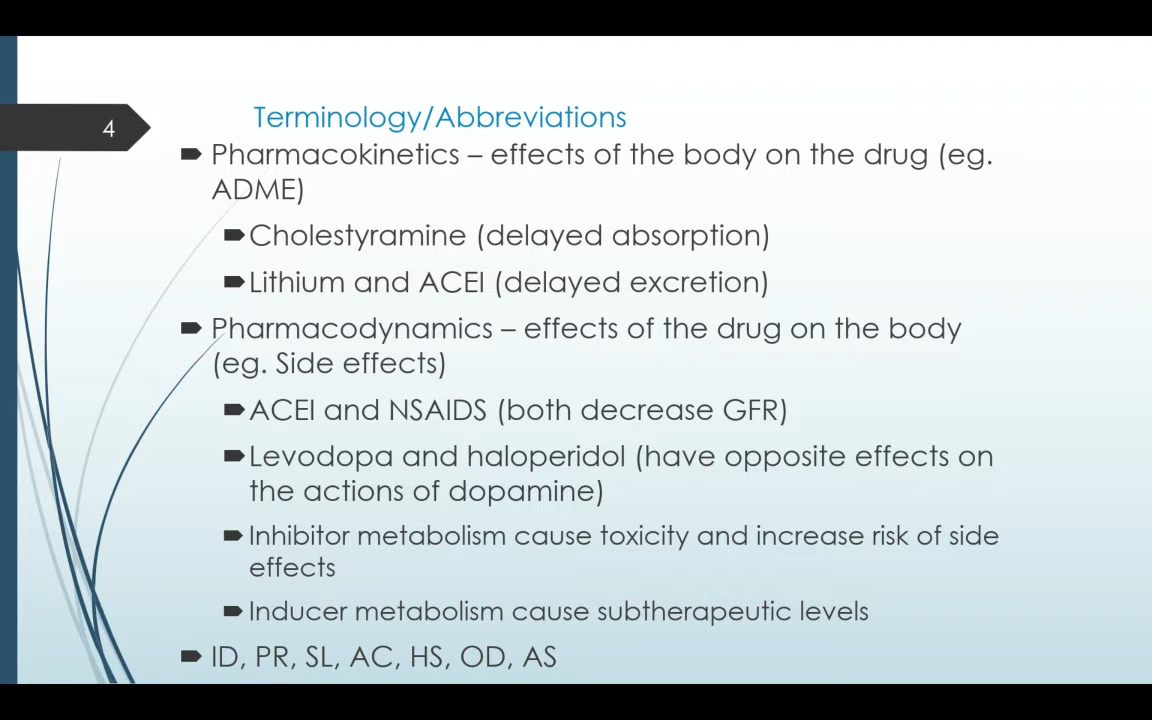 4
Terminology/Abbreviations
Pharmacokinetics – effects of the body on the drug (eg.
ADME)
Cholestyramine (delayed absorption)
Lithium and ACEI (delayed excretion)
Pharmacodynamics – effects of the drug on the body
(eg. Side effects)
ACEI and NSAIDS (both decrease GFR)
Levodopa and haloperidol (have opposite effects on
the actions of dopamine)
Inhibitor metabolism cause toxicity and increase risk of side
effects
Inducer metabolism cause subtherapeutic levels
ID, PR, SL, AC, HS, OD, AS